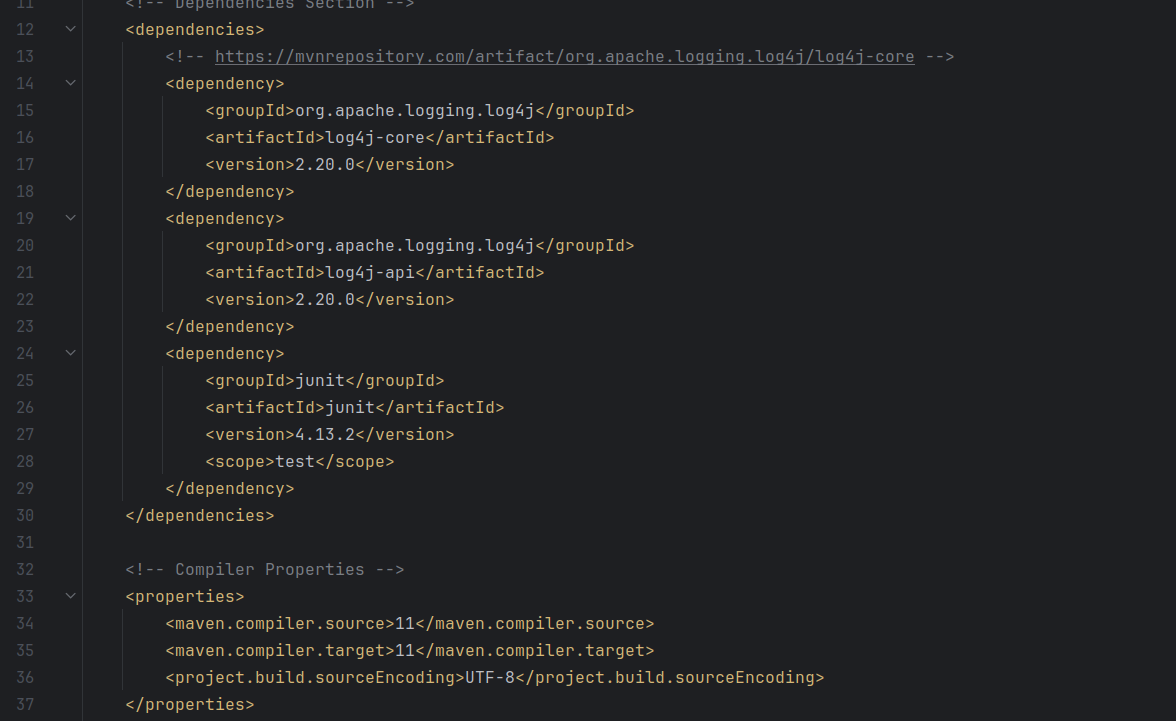 11 <!-- Dependencies Section -->
12 <dependencies>
13 <!-- https://mvnrepository.com/artifact/org.apache.logging.log4j/log4j-core -->
14 <dependency>
15 <groupId>org.apache.logging.log4j</groupId>
16 <artifactId>log4j-core</artifactId>
17 <version>2.20.0</version>
18 </dependency>
19 <dependency>
20 <groupId>org.apache.logging.log4j</groupId>
21 <artifactId>log4j-api</artifactId>
22 <version>2.20.0</version>
23 </dependency>
24 <dependency>
25 <groupId>junit</groupId>
26 <artifactId>junit</artifactId>
27 <version>4.13.2</version>
28 <scope>test</scope>
29 </dependency>
30 </dependencies>
31
32 <!-- Compiler Properties -->
33 <properties>
34 <maven.compiler.source>11</maven.compiler.source>
35 <maven.compiler.target>11</maven.compiler.target>
36 <project.build.sourceEncoding>UTF-8</project.build.sourceEncoding>
37 </properties>